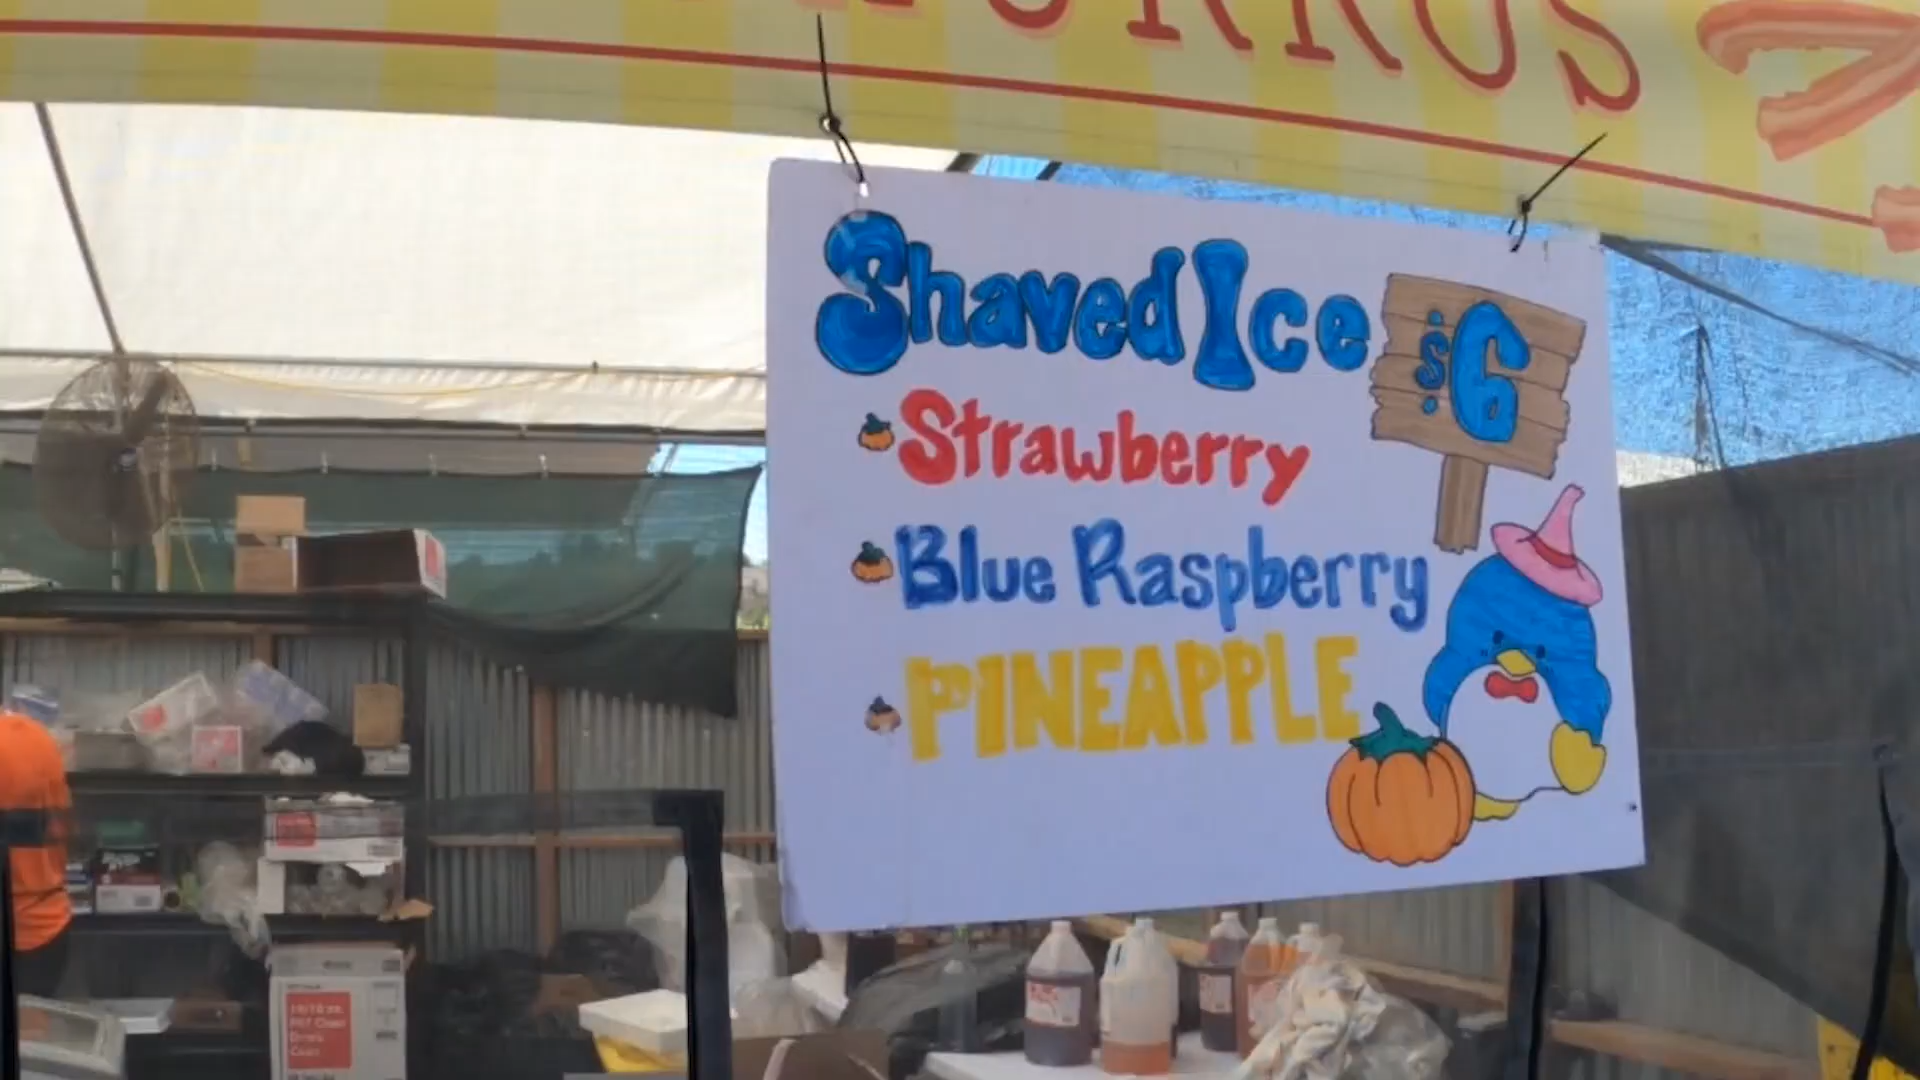 Shaved Ice
$6
Strawberry
Blue Raspberry
PINEAPPLE